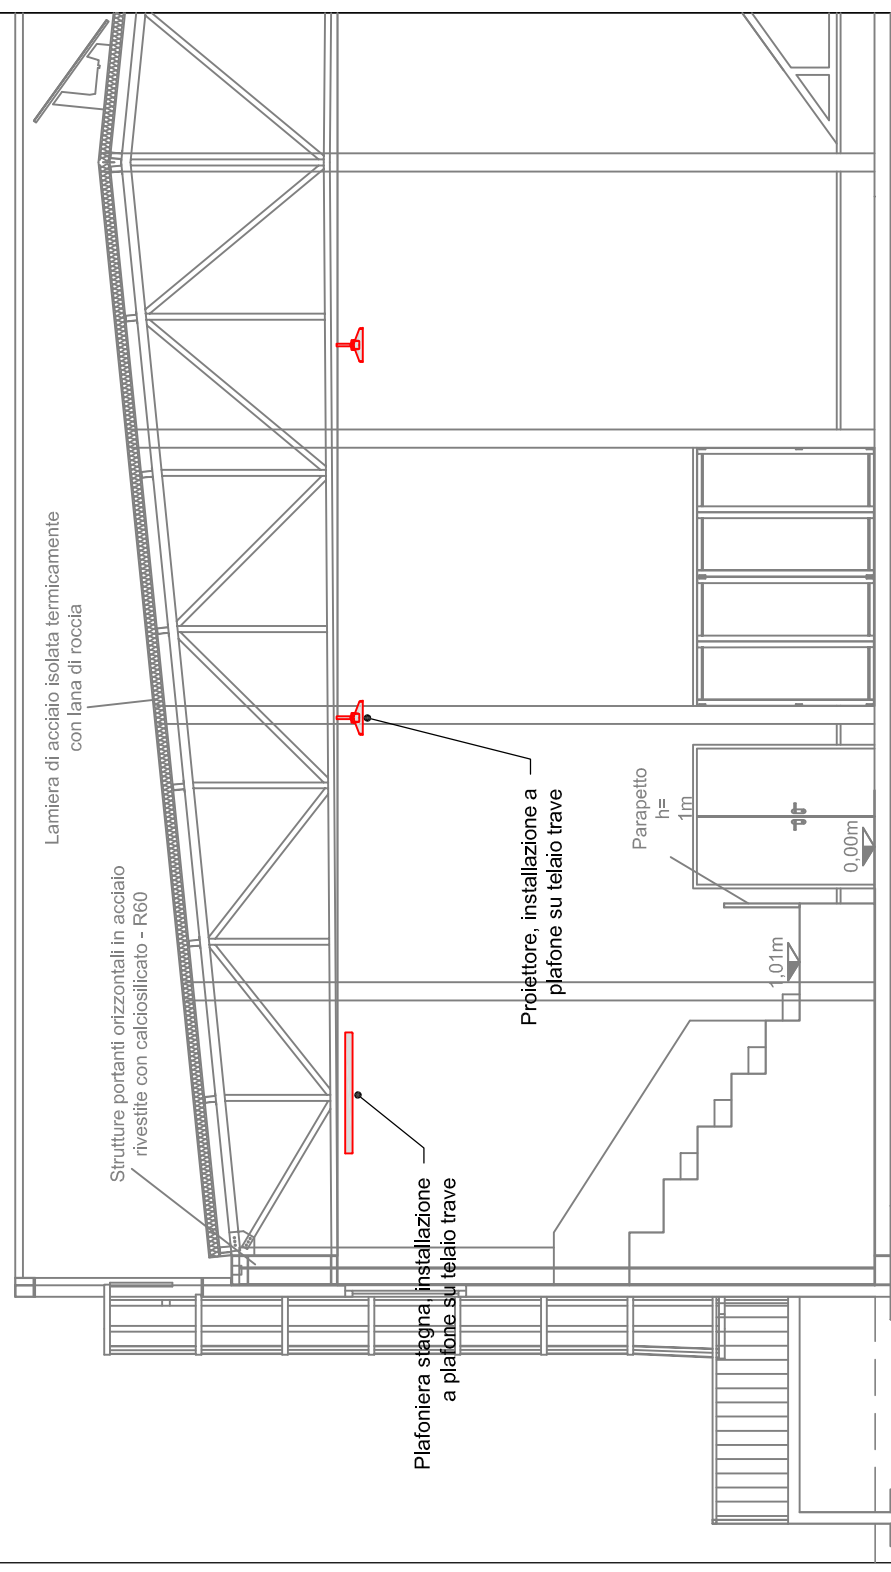 Lamiera di acciaio isolata termicamente
con lana di roccia
Strutture portanti orizzontali in acciaio
rivestite con calciosilicato - R60
Plafoniera stagna, installazione
a plafone su telaio trave
Proiettore, installazione a
plafone su telaio trave
Parapetto
h=
1m
1,01m
0,00m